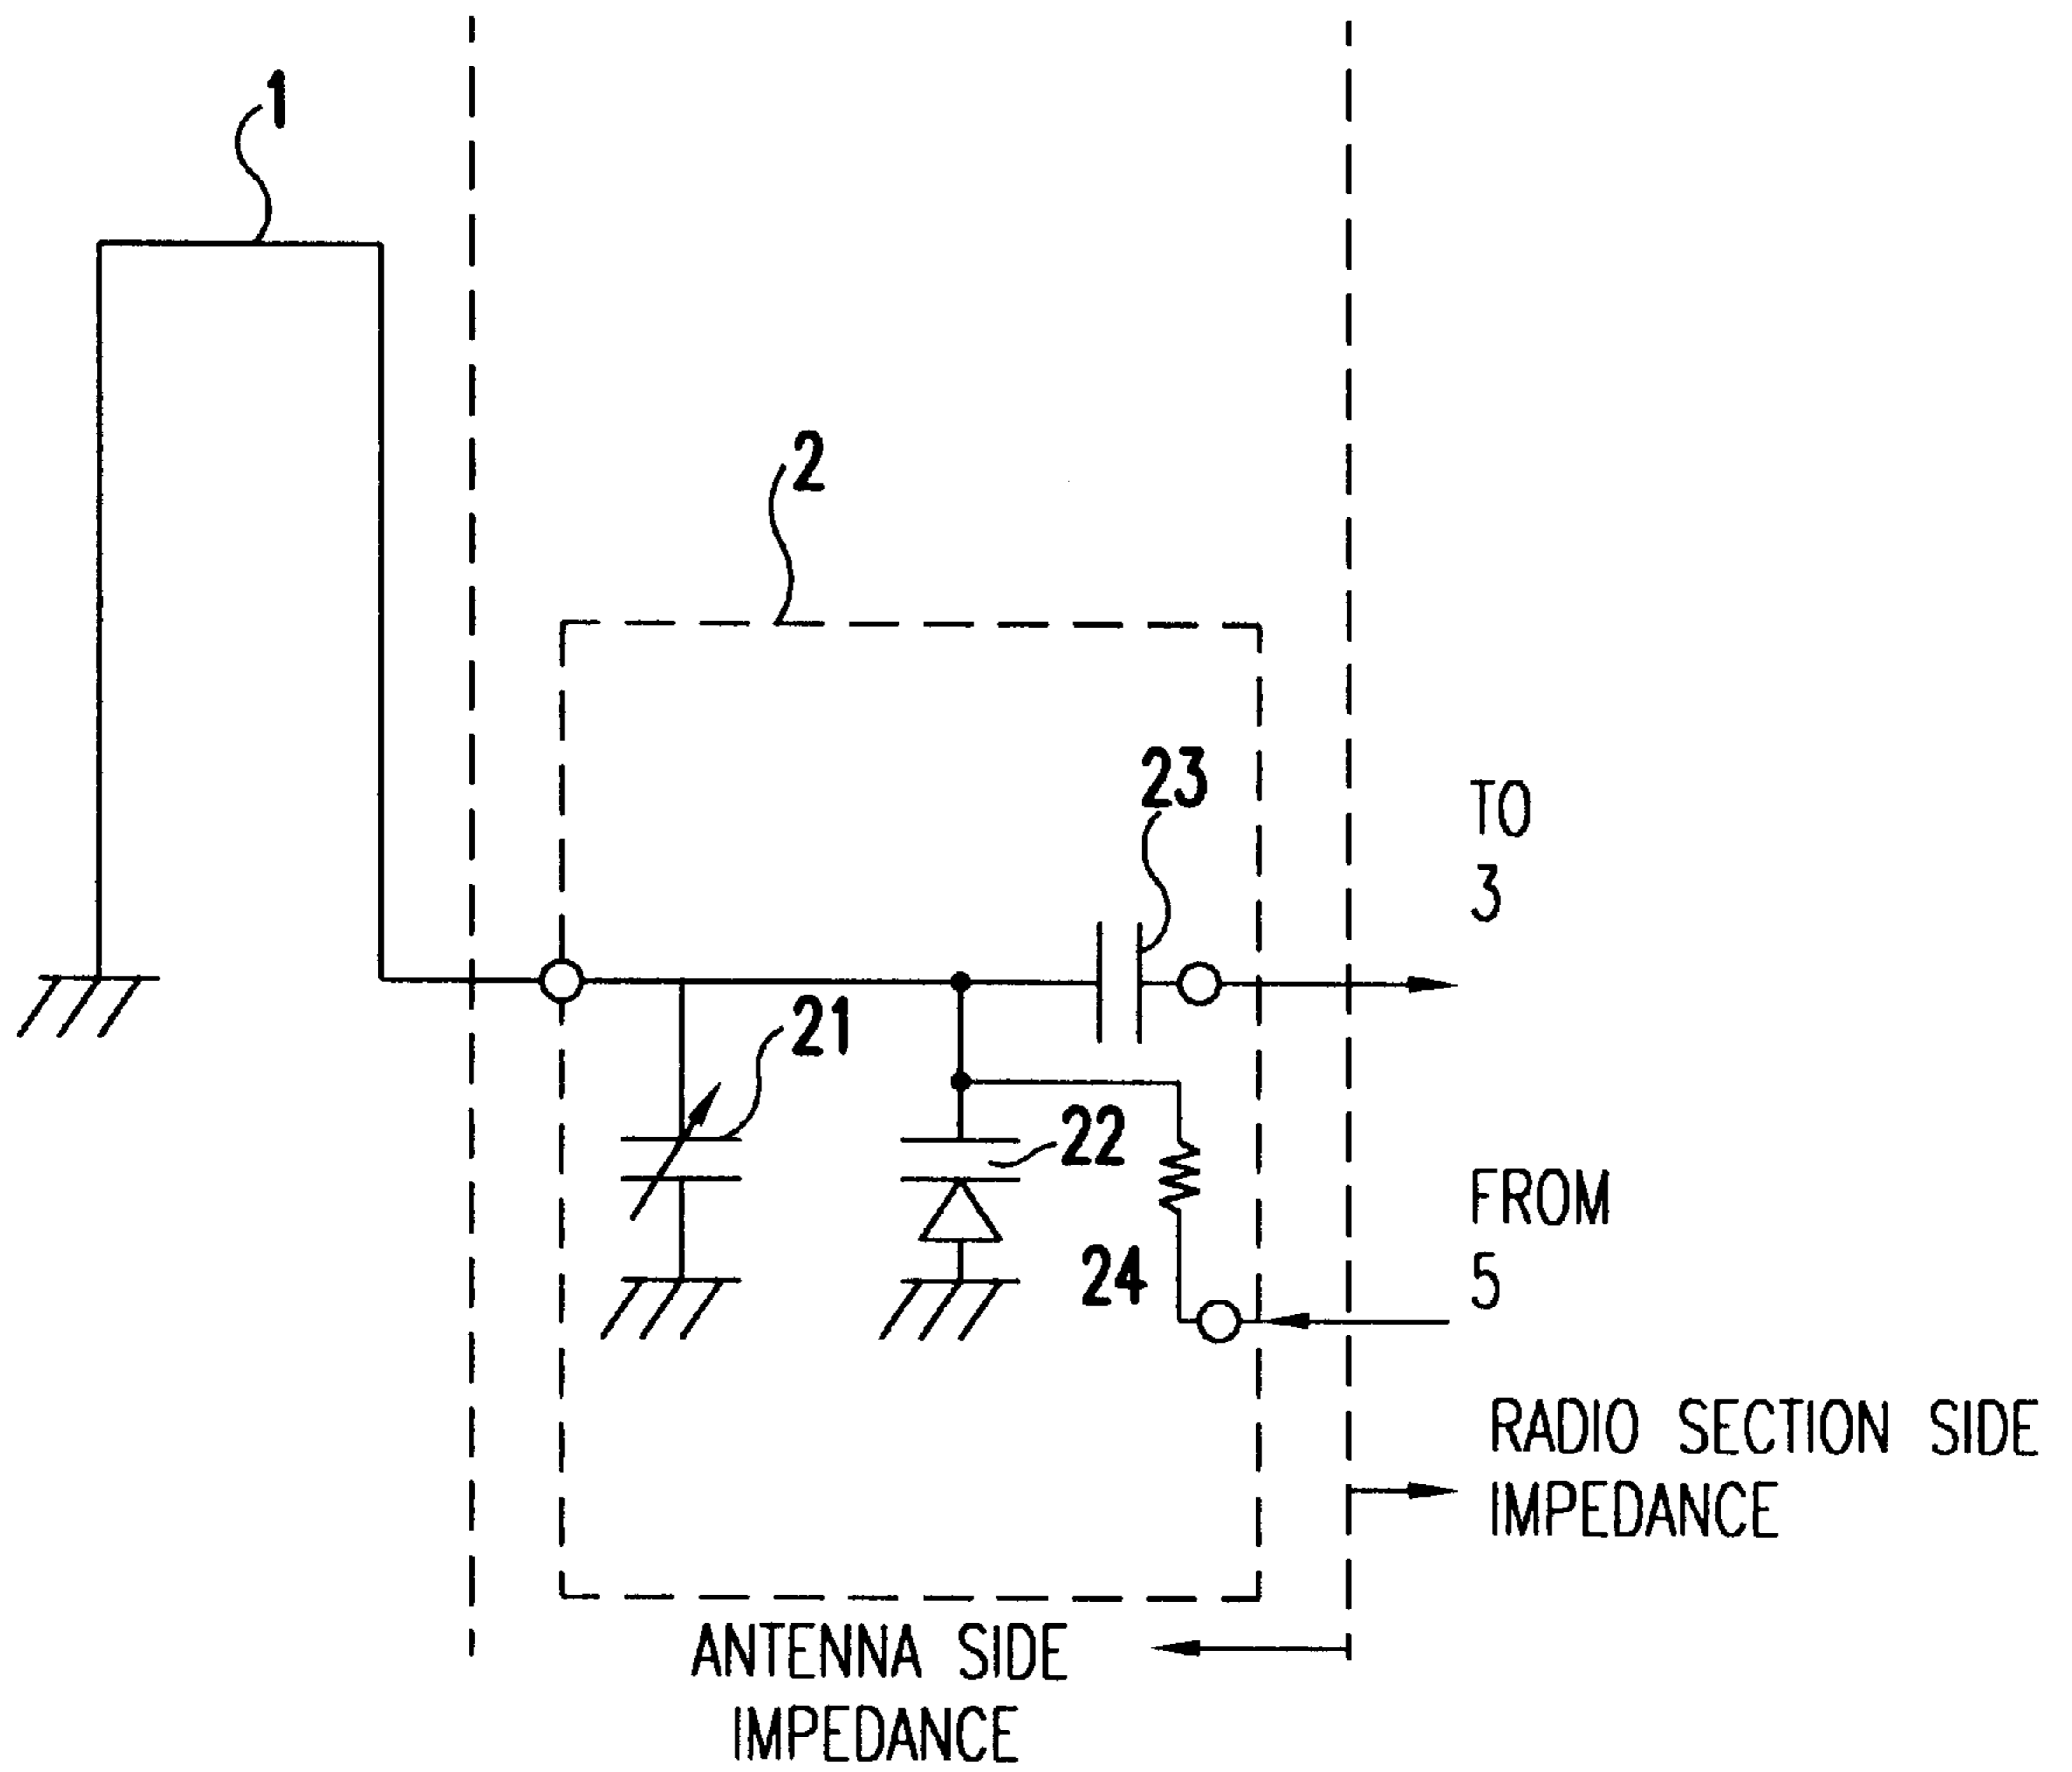 1
2
23
TO
3
21
22
FROM
5
24
RADIO SECTION SIDE
IMPEDANCE
ANTENNA SIDE
IMPEDANCE